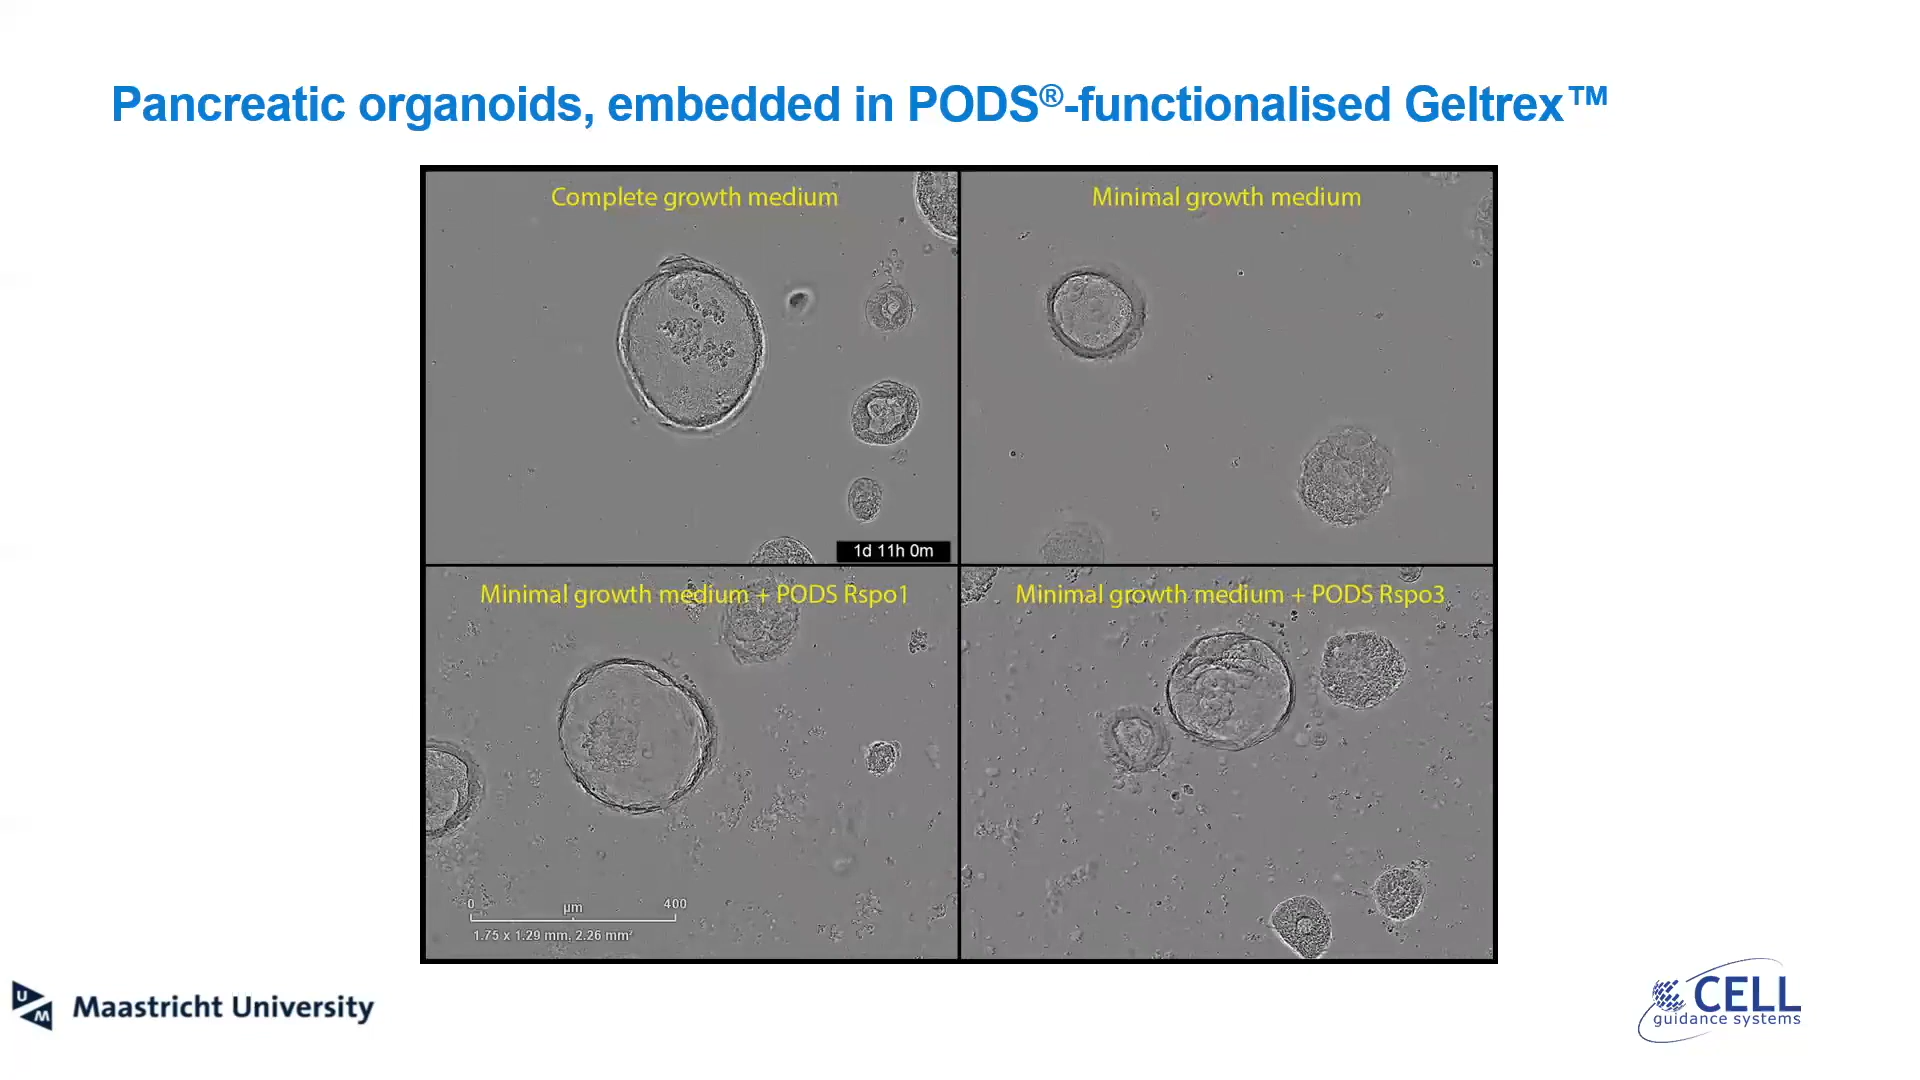 Pancreatic organoids, embedded in PODS®-functionalised Geltrex™
Complete growth medium
Minimal growth medium
1d 11h 0m
Minimal growth medium + PODS Rspo1
Minimal growth medium + PODS Rspo3
0 µm 400
1.75 x 1.29 mm, 2.26 mm²
UM Maastricht University
CELL
guidance systems